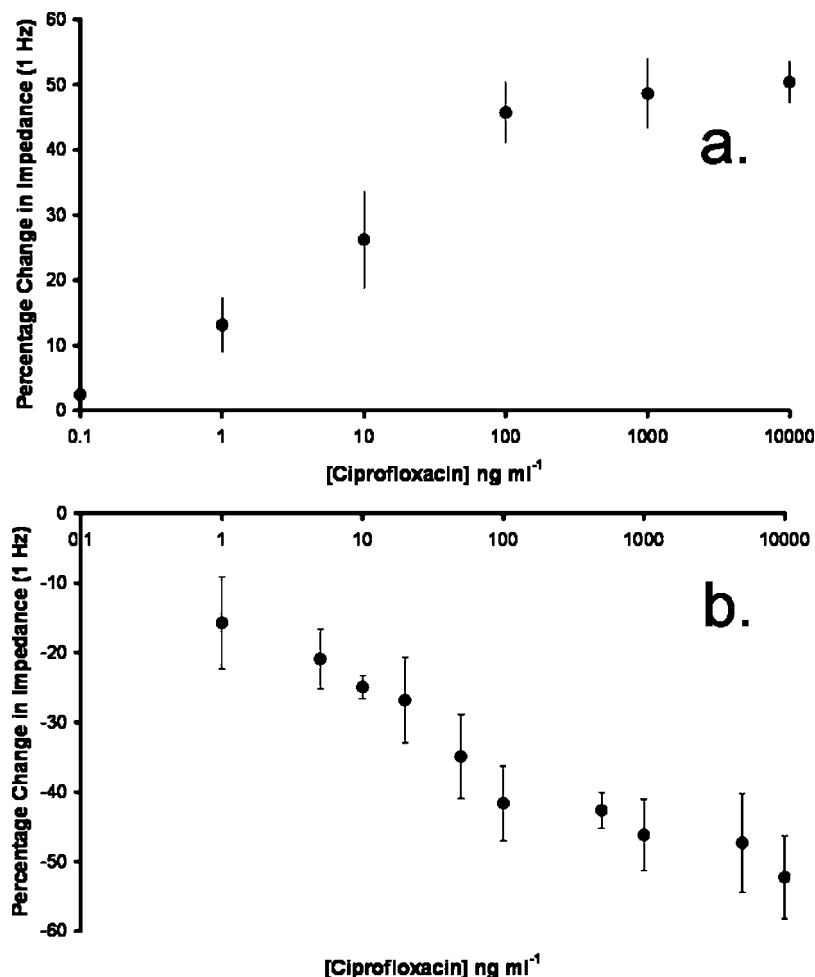 60
50
40
30
20
10
0
Percentage Change in Impedance (1 Hz)
a.
0.1 1 10 100 1000 10000
[Ciprofloxacin] ng ml⁻¹
0
0.1 1 10 100 1000 10000
-10
-20
-30
-40
-50
-60
Percentage Change in Impedance (1 Hz)
b.
[Ciprofloxacin] ng ml⁻¹